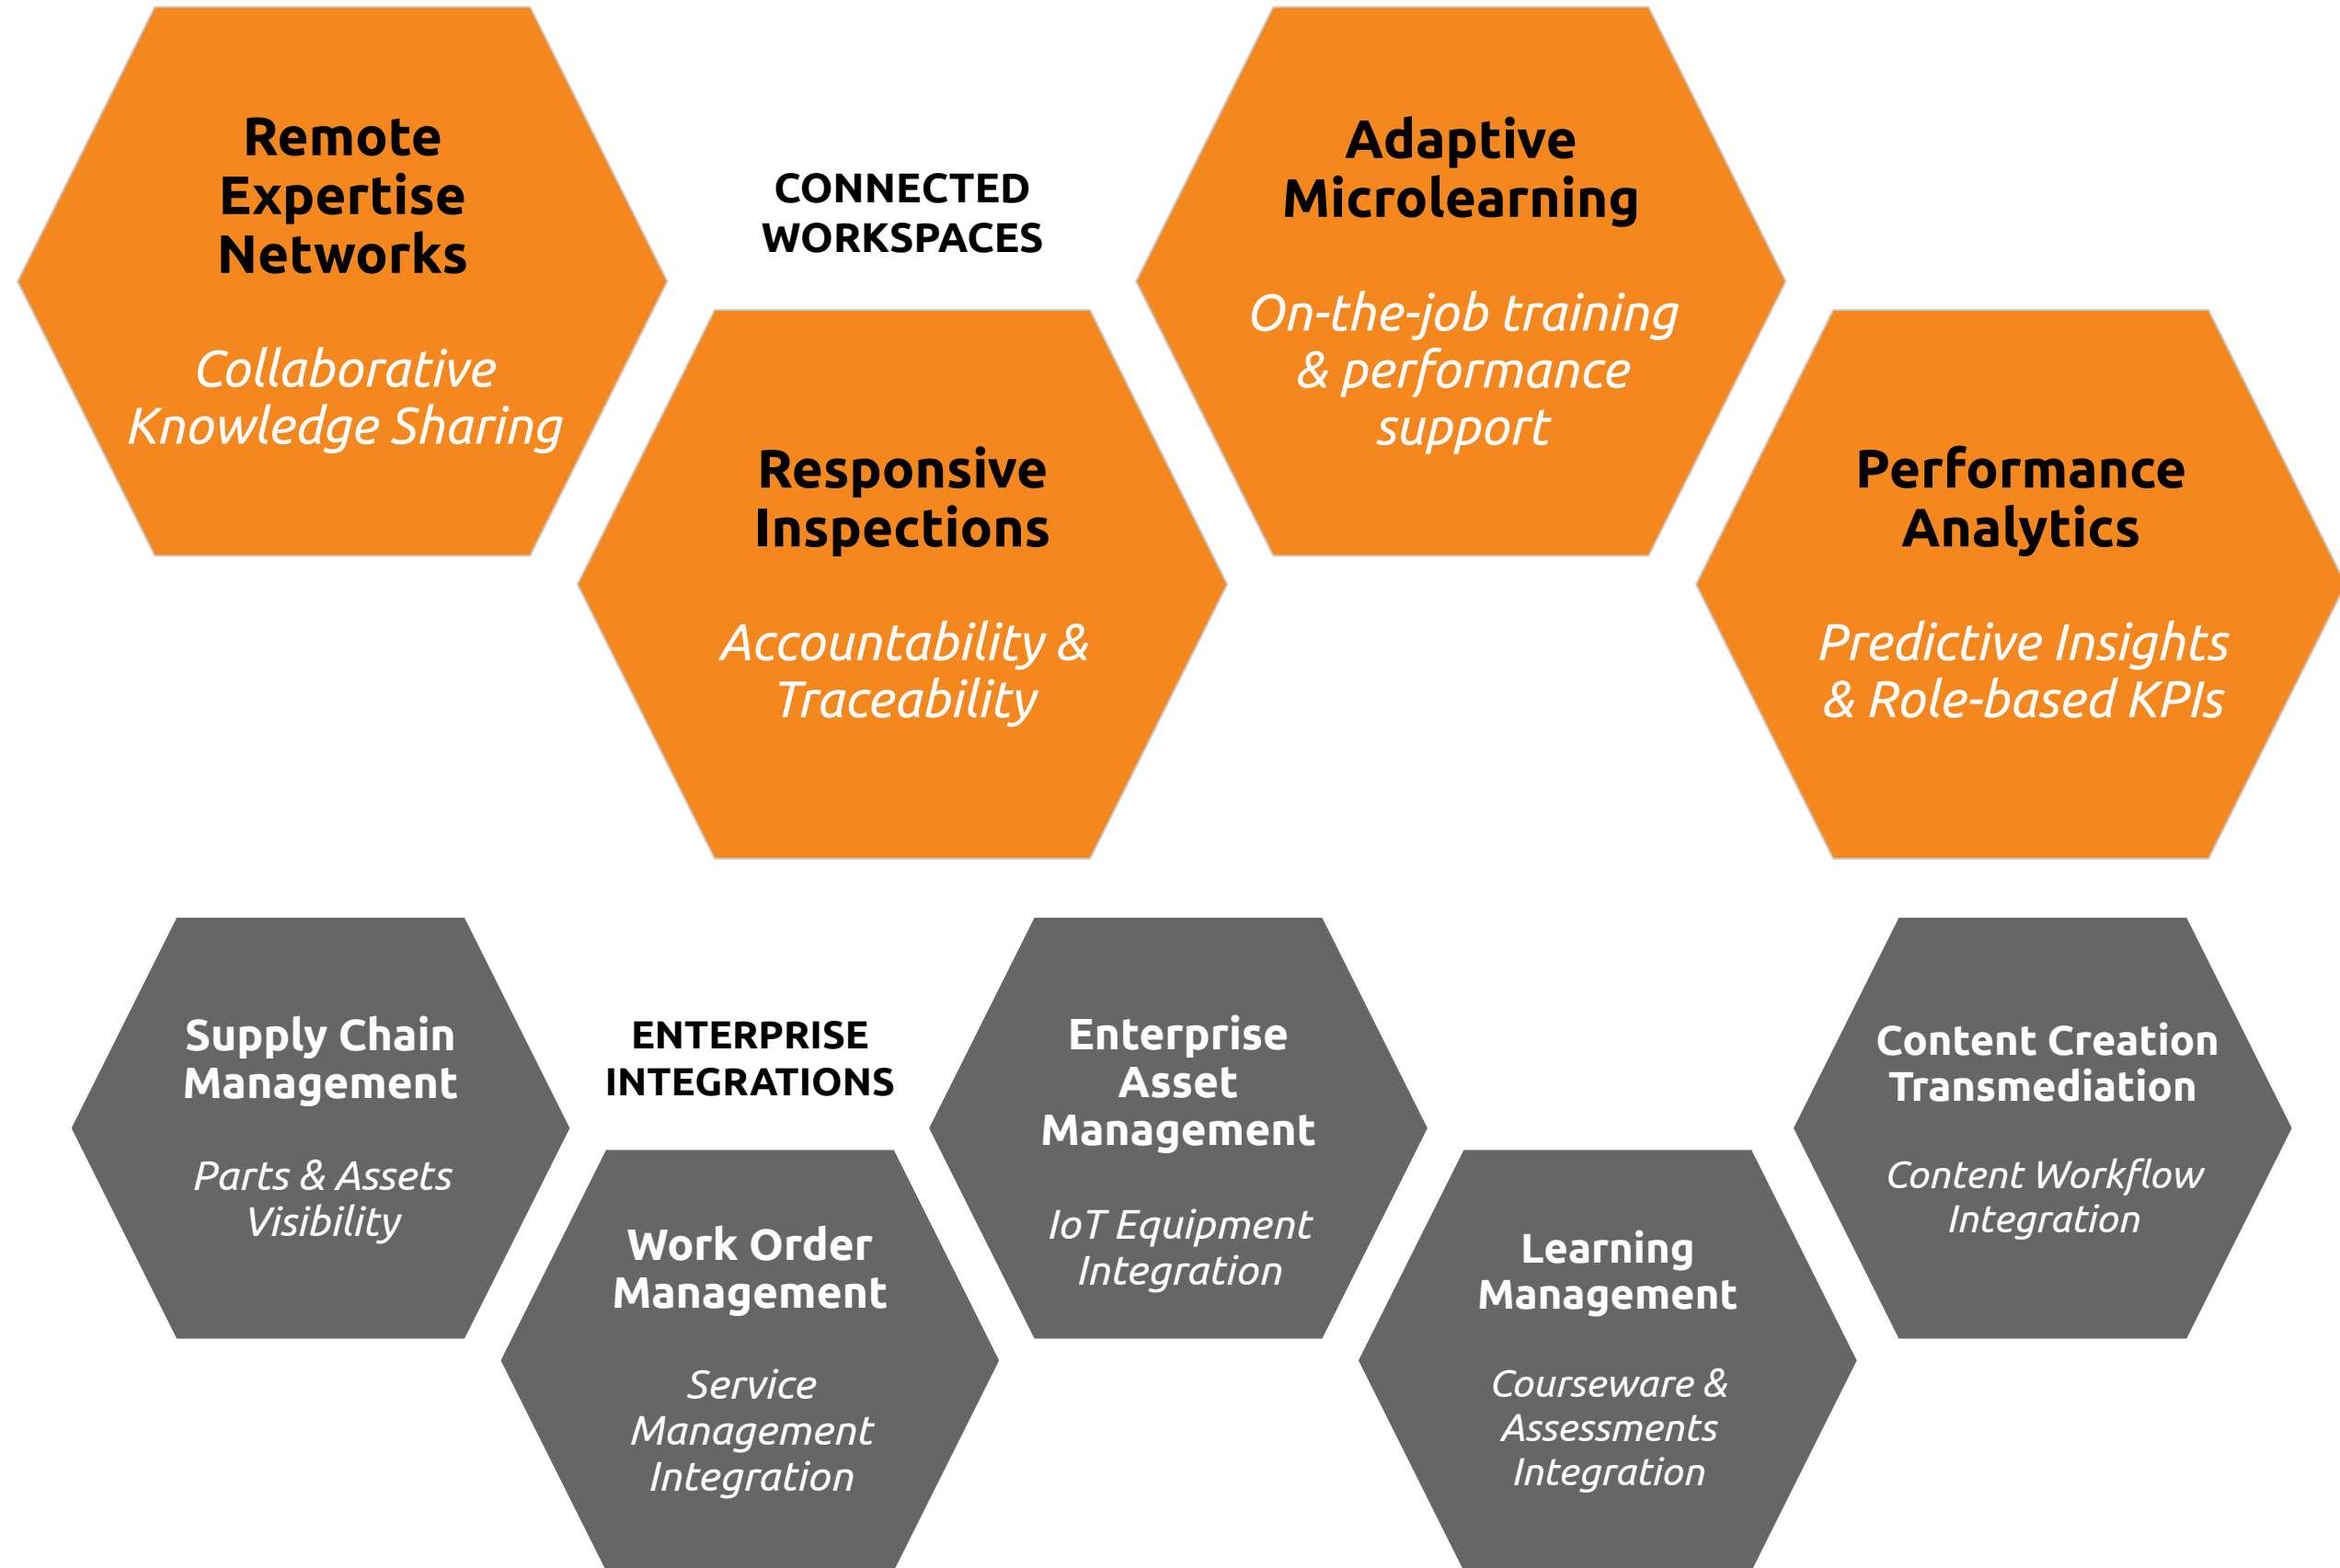 Remote
Expertise
Networks
Collaborative
Knowledge Sharing
CONNECTED
WORKSPACES
Responsive
Inspections
Accountability &
Traceability
Adaptive
Microlearning
On-the-job training
& performance
support
Performance
Analytics
Predictive Insights
& Role-based KPIs
Supply Chain
Management
Parts & Assets
Visibility
ENTERPRISE
INTEGRATIONS
Work Order
Management
Service
Management
Integration
Enterprise
Asset
Management
IoT Equipment
Integration
Learning
Management
Courseware &
Assessments
Integration
Content Creation
Transmediation
Content Workflow
Integration